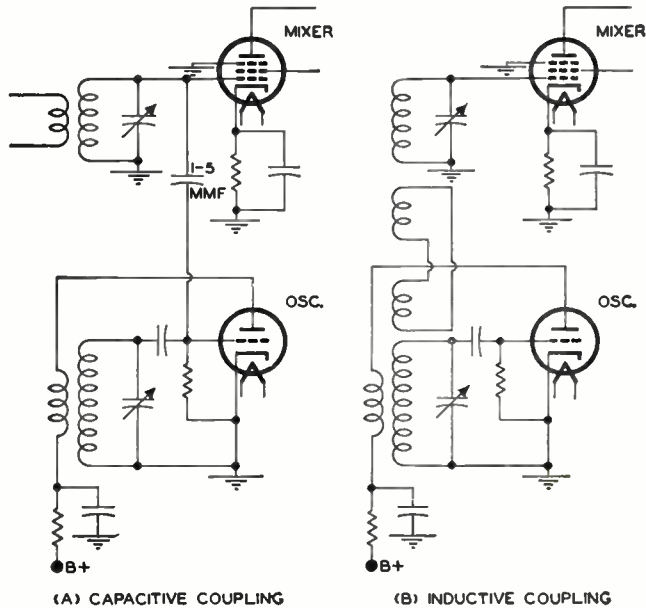 MIXER
MIXER
1-5
MMF
OSC.
OSC.
B+
B+
(A) CAPACITIVE COUPLING
(B) INDUCTIVE COUPLING